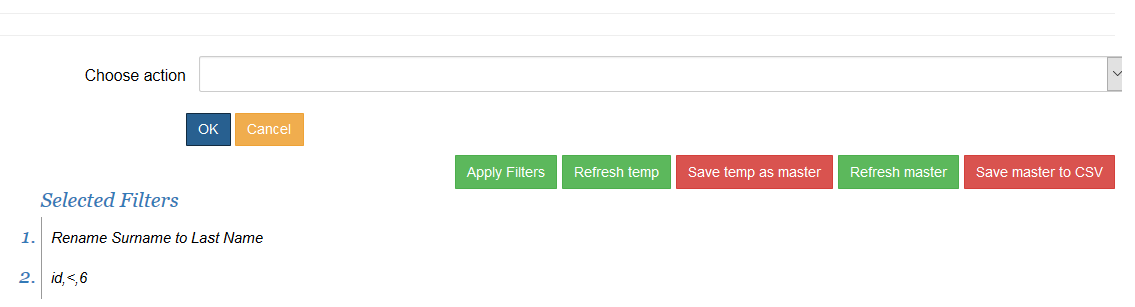 Choose action
OK Cancel
Apply Filters Refresh temp Save temp as master Refresh master Save master to CSV
Selected Filters
1. Rename Surname to Last Name
2. id,<,6